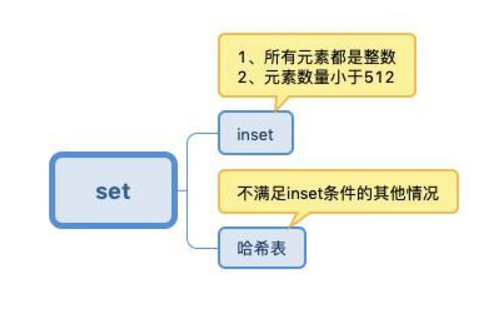 1、所有元素都是整数
2、元素数量小于512
inset
set
不满足inset条件的其他情况
哈希表